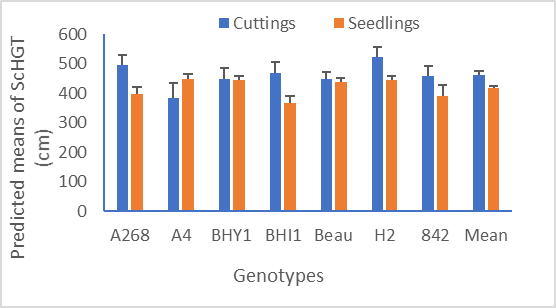 Cuttings Seedlings
Predicted means of ScHGT
(cm)
600
500
400
300
200
100
0
A268 A4 BHY1 BHI1 Beau H2 842 Mean
Genotypes